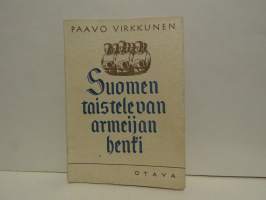 PAAVO VIRKKUNEN
Suomen
taistelevan
armeijan
henki
OTAVA